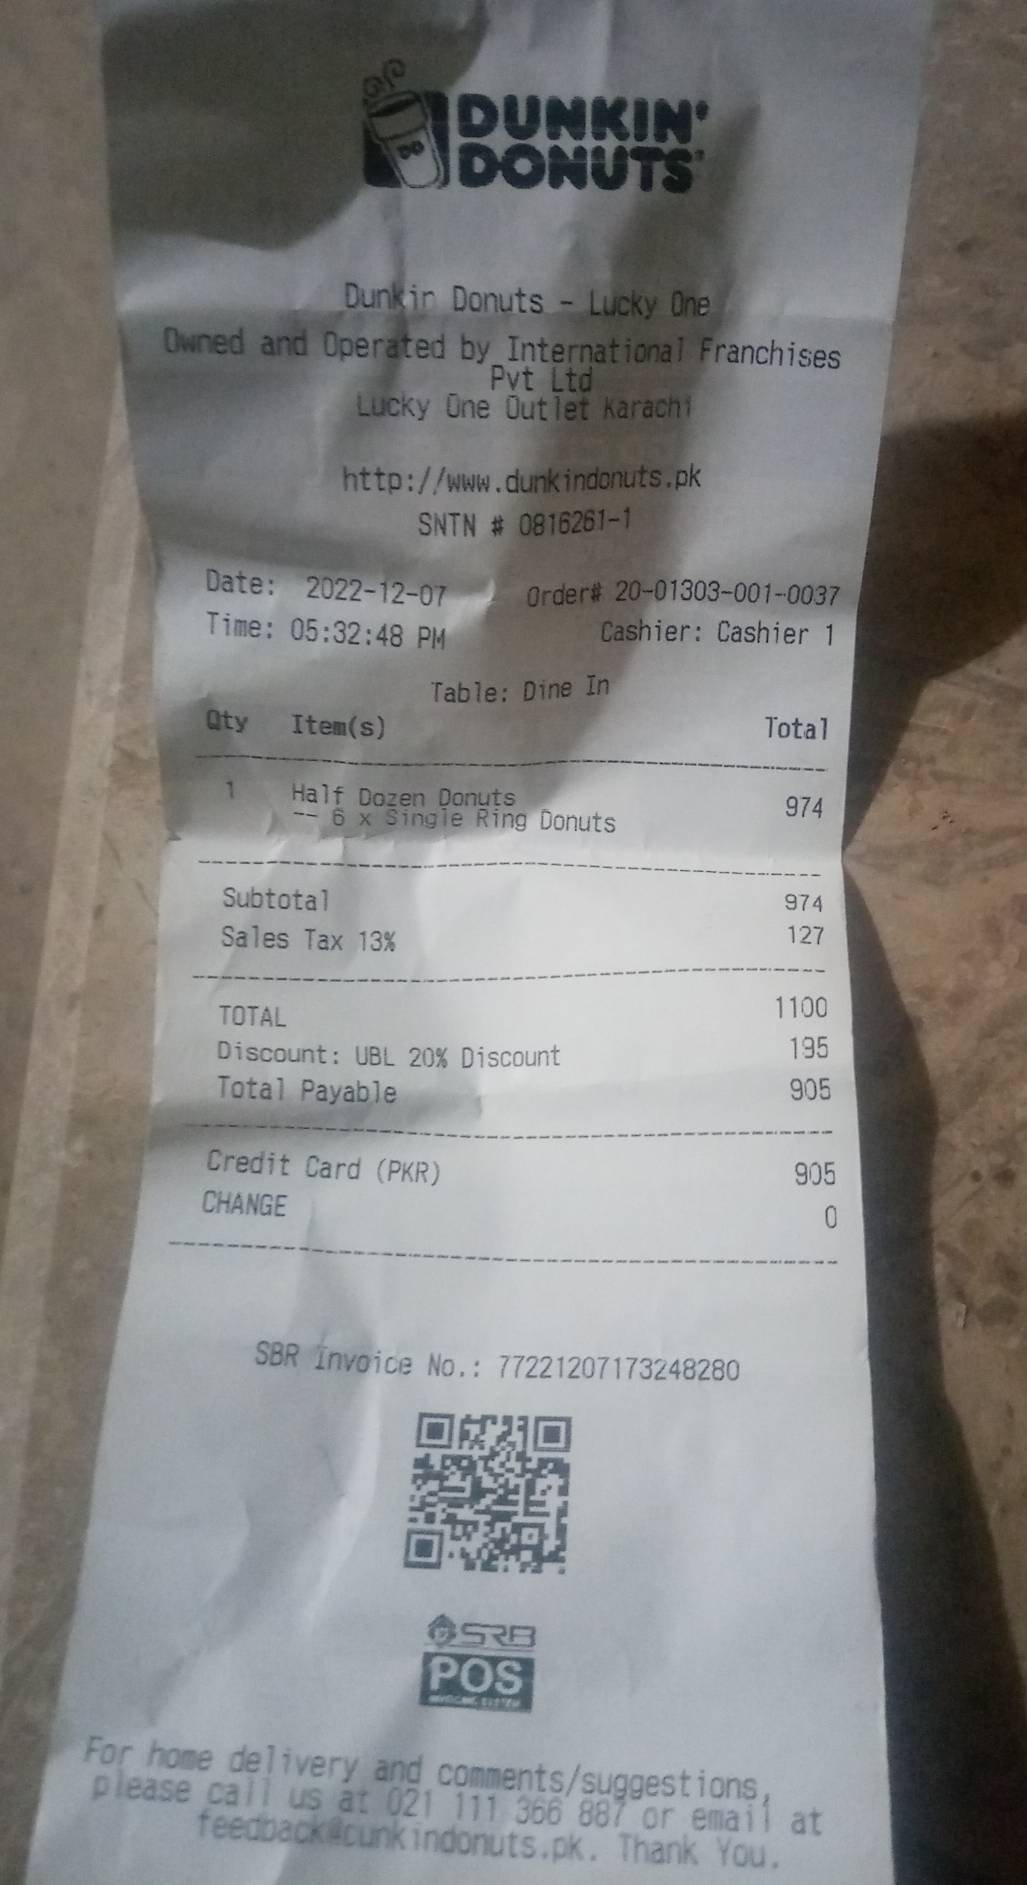 DUNKIN'
DONUTS
Dunkin Donuts - Lucky One
Owned and Operated by International Franchises
Pvt Ltd
Lucky One Outlet Karachi
http://www.dunkindonuts.pk
SNTN # 0816261-1
Date: 2022-12-07 Order# 20-01303-001-0037
Time: 05:32:48 PM Cashier: Cashier 1
Table: Dine In
Qty Item(s) Total
1 Half Dozen Donuts 974
-- 6 x Single Ring Donuts
Subtotal 974
Sales Tax 13% 127
TOTAL 1100
Discount: UBL 20% Discount 195
Total Payable 905
Credit Card (PKR) 905
CHANGE 0
SBR Invoice No.: 77221207173248280
SRB
POS
INVOICING SYSTEM
For home delivery and comments/suggestions,
please call us at 021 111 366 887 or email at
feedback@dunkindonuts.pk. Thank You.